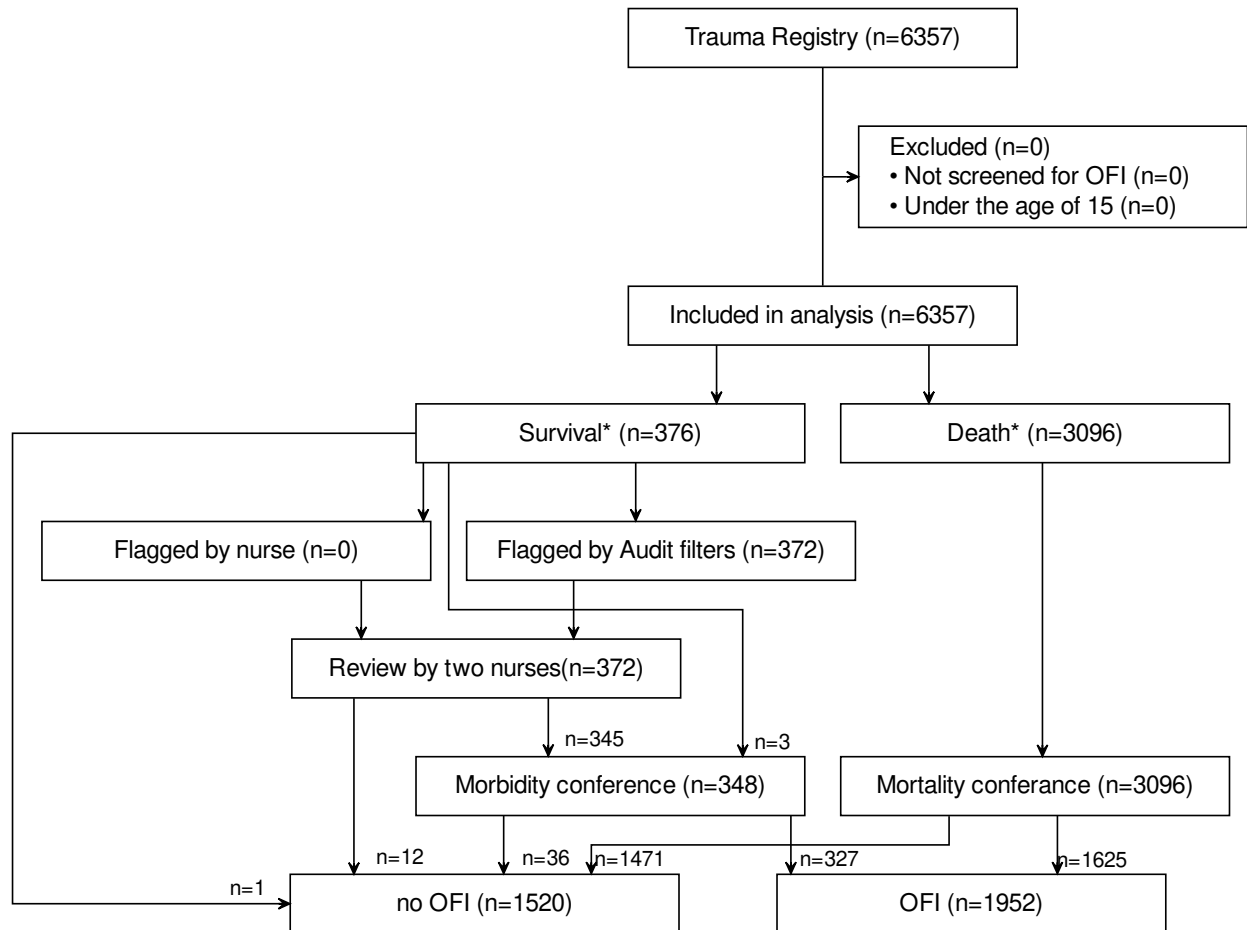 Trauma Registry (n=6357)
Excluded (n=0)
• Not screened for OFI (n=0)
• Under the age of 15 (n=0)
Included in analysis (n=6357)
Survival* (n=376)
Death* (n=3096)
Flagged by nurse (n=0)
Flagged by Audit filters (n=372)
Review by two nurses(n=372)
n=345
n=3
Morbidity conference (n=348)
Mortality conferance (n=3096)
n=12
n=36
n=1471
n=327
n=1625
n=1
no OFI (n=1520)
OFI (n=1952)